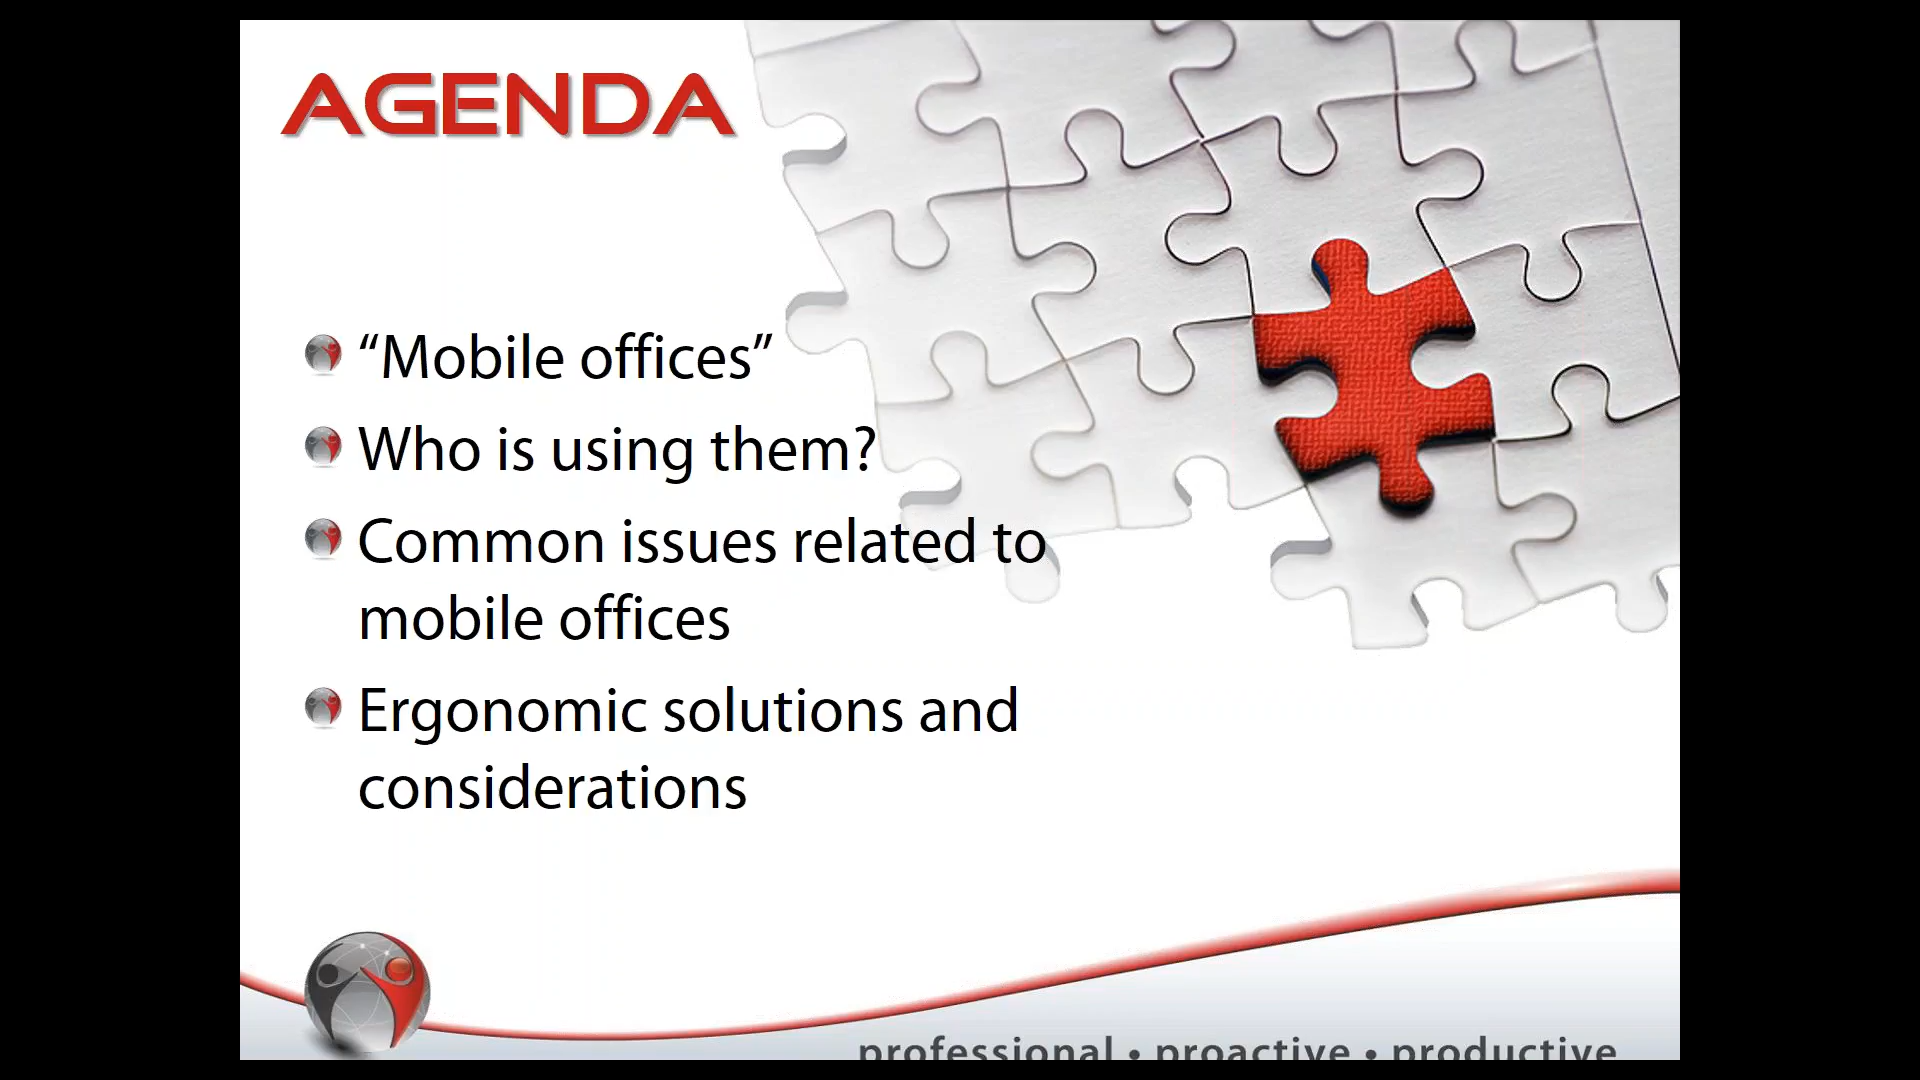 AGENDA
“Mobile offices”
Who is using them?
Common issues related to
mobile offices
Ergonomic solutions and
considerations
professional • proactive • productive